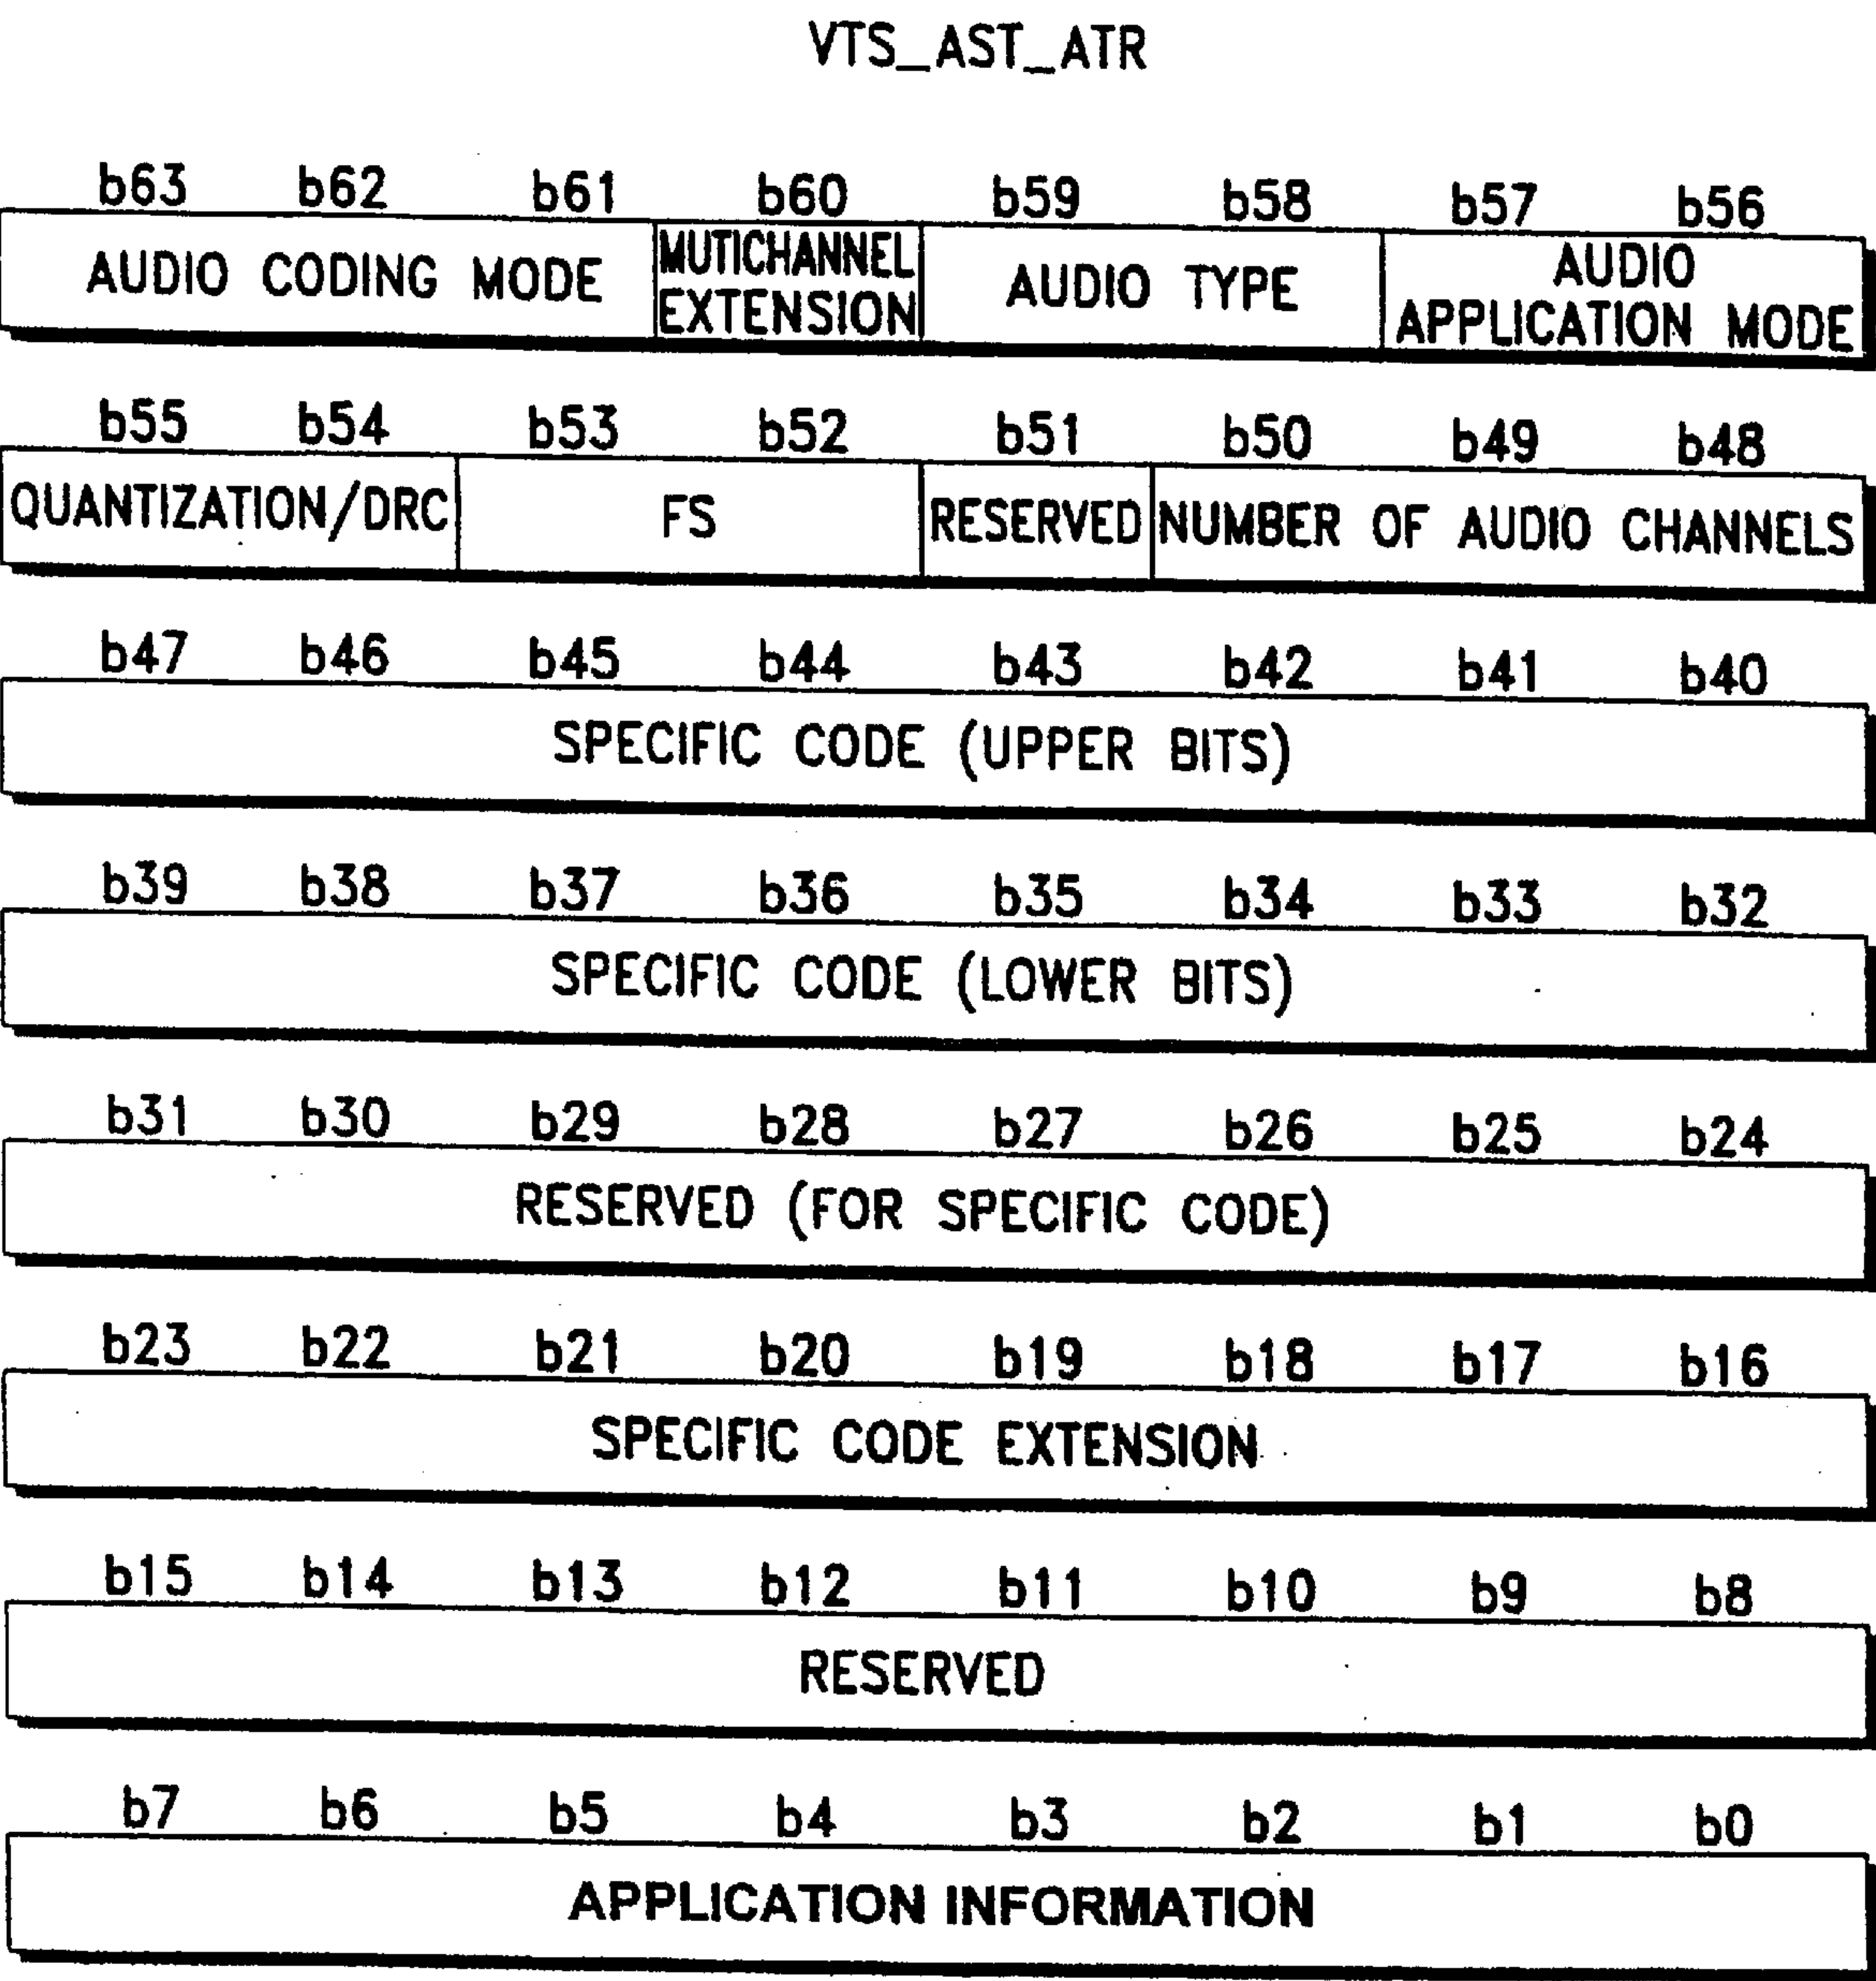 VTS_AST_ATR
b63 b62 b61 b60 b59 b58 b57 b56
AUDIO CODING MODE
MUTICHANNEL
EXTENSION
AUDIO TYPE
AUDIO
APPLICATION MODE
b55 b54 b53 b52 b51 b50 b49 b48
QUANTIZATION/DRC FS RESERVED NUMBER OF AUDIO CHANNELS
b47 b46 b45 b44 b43 b42 b41 b40
SPECIFIC CODE (UPPER BITS)
b39 b38 b37 b36 b35 b34 b33 b32
SPECIFIC CODE (LOWER BITS)
b31 b30 b29 b28 b27 b26 b25 b24
RESERVED (FOR SPECIFIC CODE)
b23 b22 b21 b20 b19 b18 b17 b16
SPECIFIC CODE EXTENSION
b15 b14 b13 b12 b11 b10 b9 b8
RESERVED
b7 b6 b5 b4 b3 b2 b1 b0
APPLICATION INFORMATION